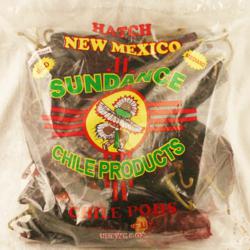 HATCH
NEW MEXICO
SUNDANCE
CHILE PRODUCTS
CHILE PODS